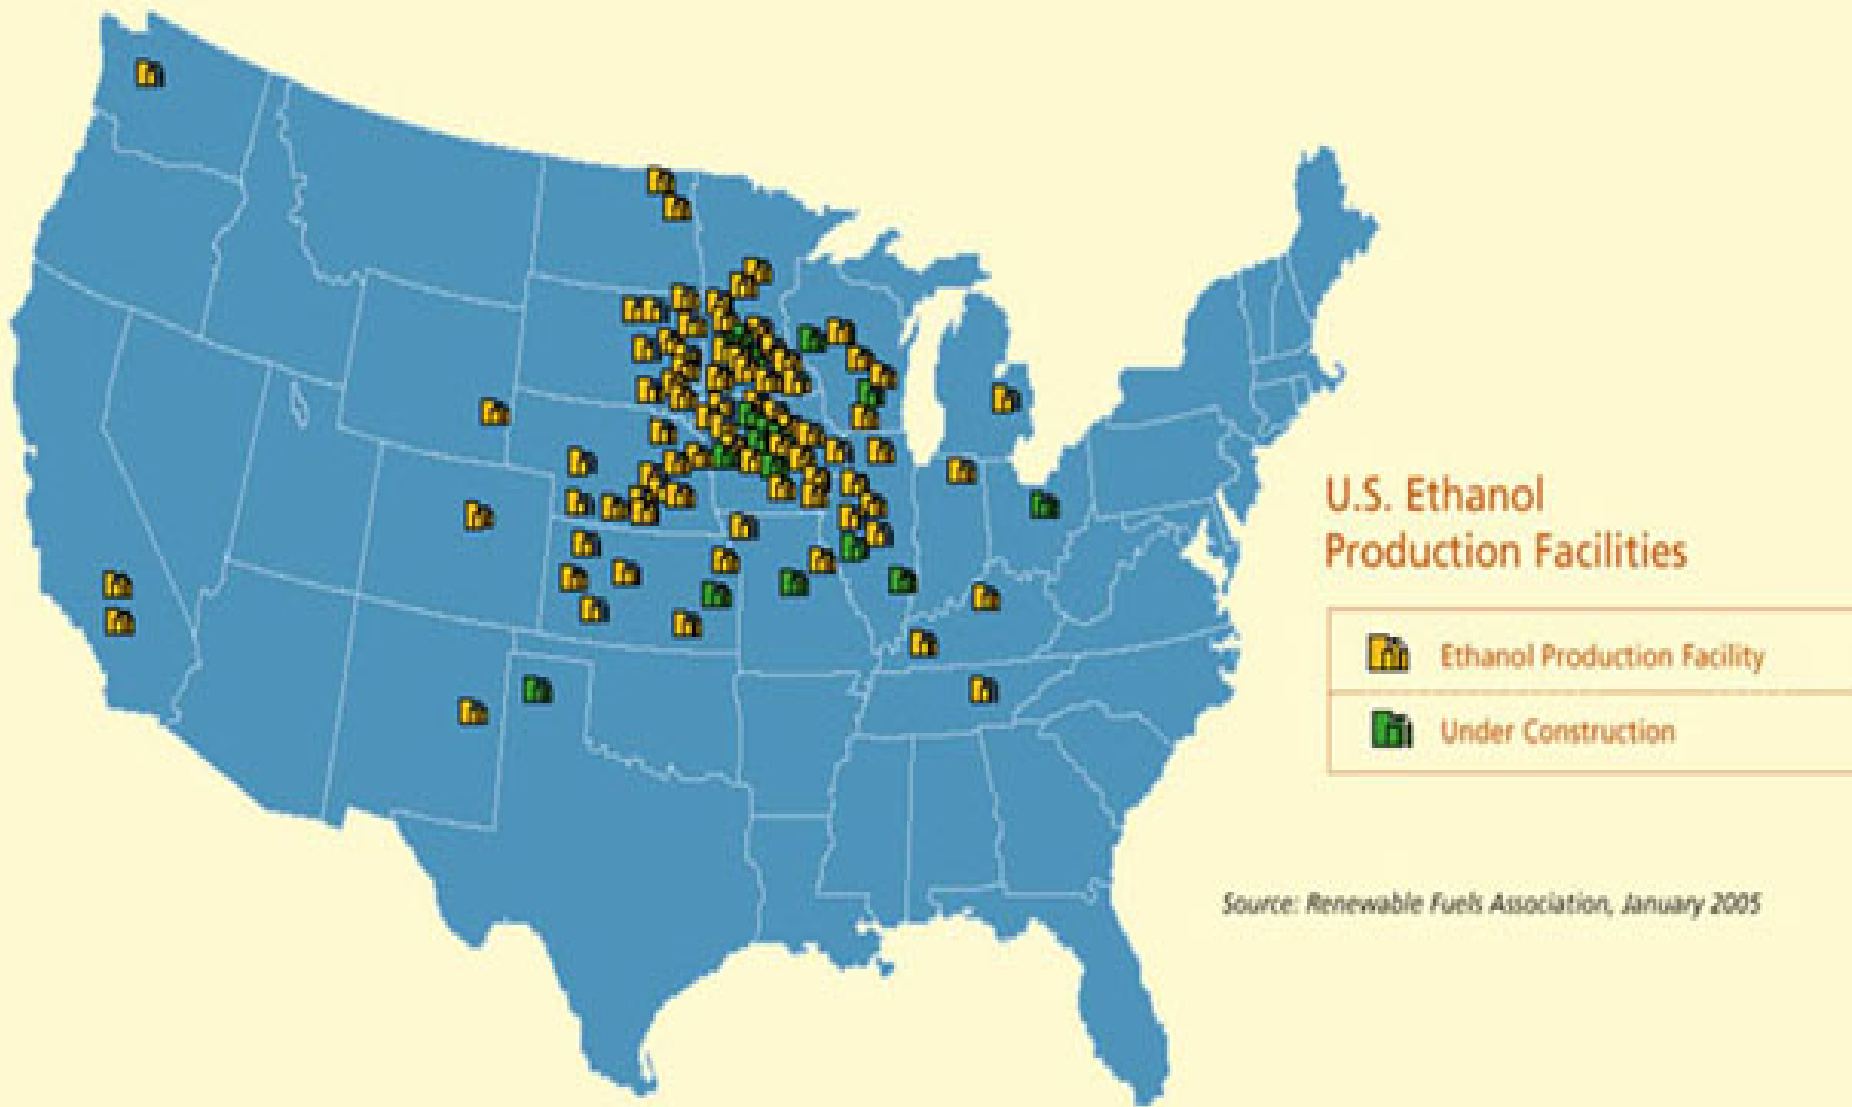 U.S. Ethanol
Production Facilities
Ethanol Production Facility
Under Construction
Source: Renewable Fuels Association, January 2005